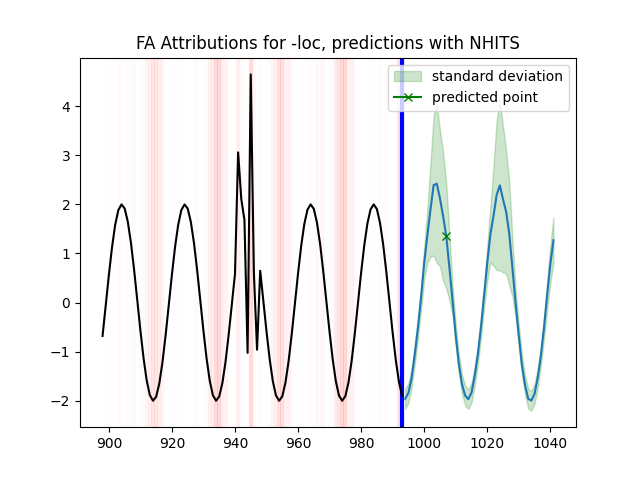 FA Attributions for -loc, predictions with NHITS
standard deviation
predicted point
4
3
2
1
0
−1
−2
900 920 940 960 980 1000 1020 1040